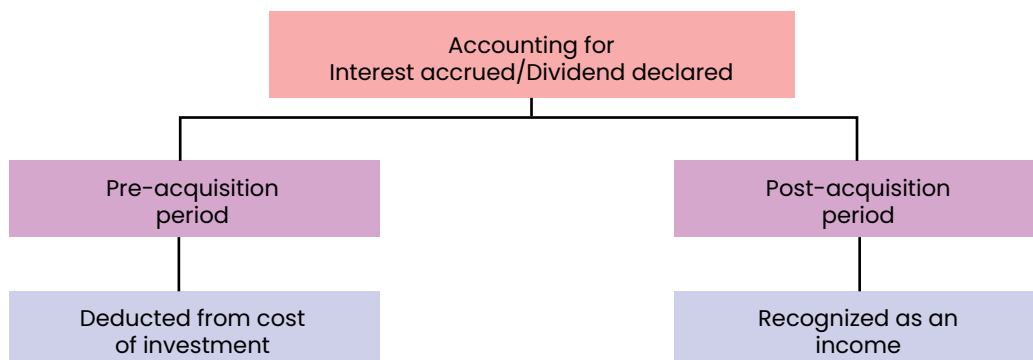 Accounting for
Interest accrued/Dividend declared
Pre-acquisition
period
Post-acquisition
period
Deducted from cost
of investment
Recognized as an
income